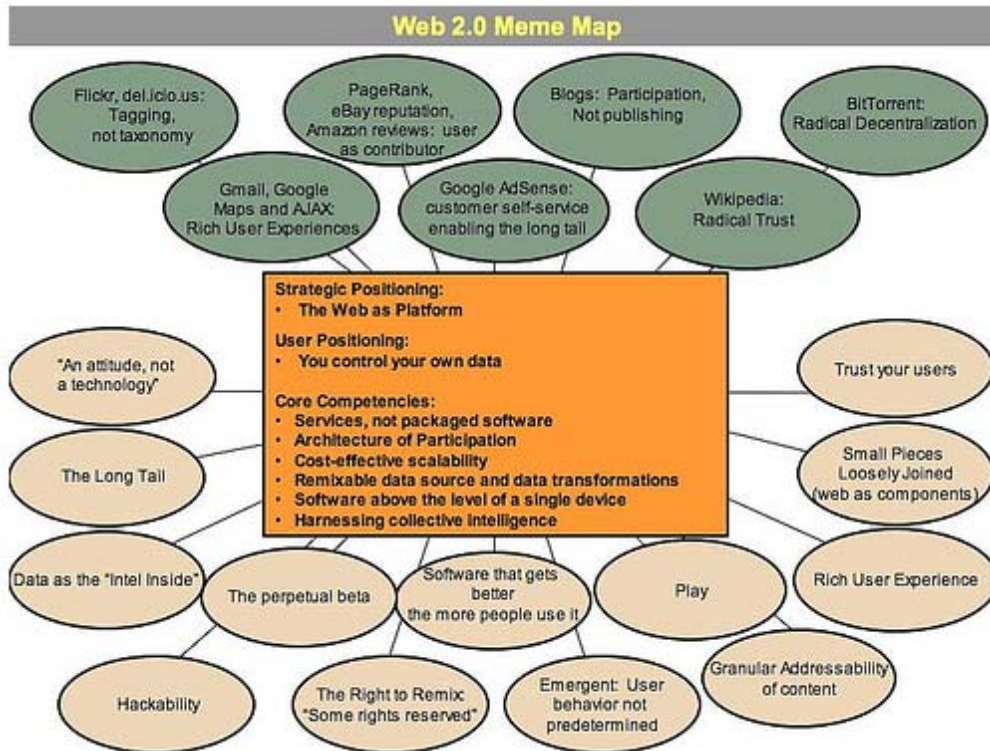 Web 2.0 Meme Map
Flickr, del.icio.us:
Tagging,
not taxonomy
PageRank,
eBay reputation,
Amazon reviews: user
as contributor
Blogs: Participation,
Not publishing
BitTorrent:
Radical Decentralization
Gmail, Google
Maps and AJAX:
Rich User Experiences
Google AdSense:
customer self-service
enabling the long tail
Wikipedia:
Radical Trust
Strategic Positioning:
• The Web as Platform
User Positioning:
• You control your own data
Core Competencies:
• Services, not packaged software
• Architecture of Participation
• Cost-effective scalability
• Remixable data source and data transformations
• Software above the level of a single device
• Harnessing collective intelligence
“An attitude, not
a technology”
Trust your users
The Long Tail
Small Pieces
Loosely Joined
(web as components)
Data as the “Intel Inside”
The perpetual beta
Software that gets
better
the more people use it
Play
Rich User Experience
Hackability
The Right to Remix:
“Some rights reserved”
Emergent: User
behavior not
predetermined
Granular Addressability
of content